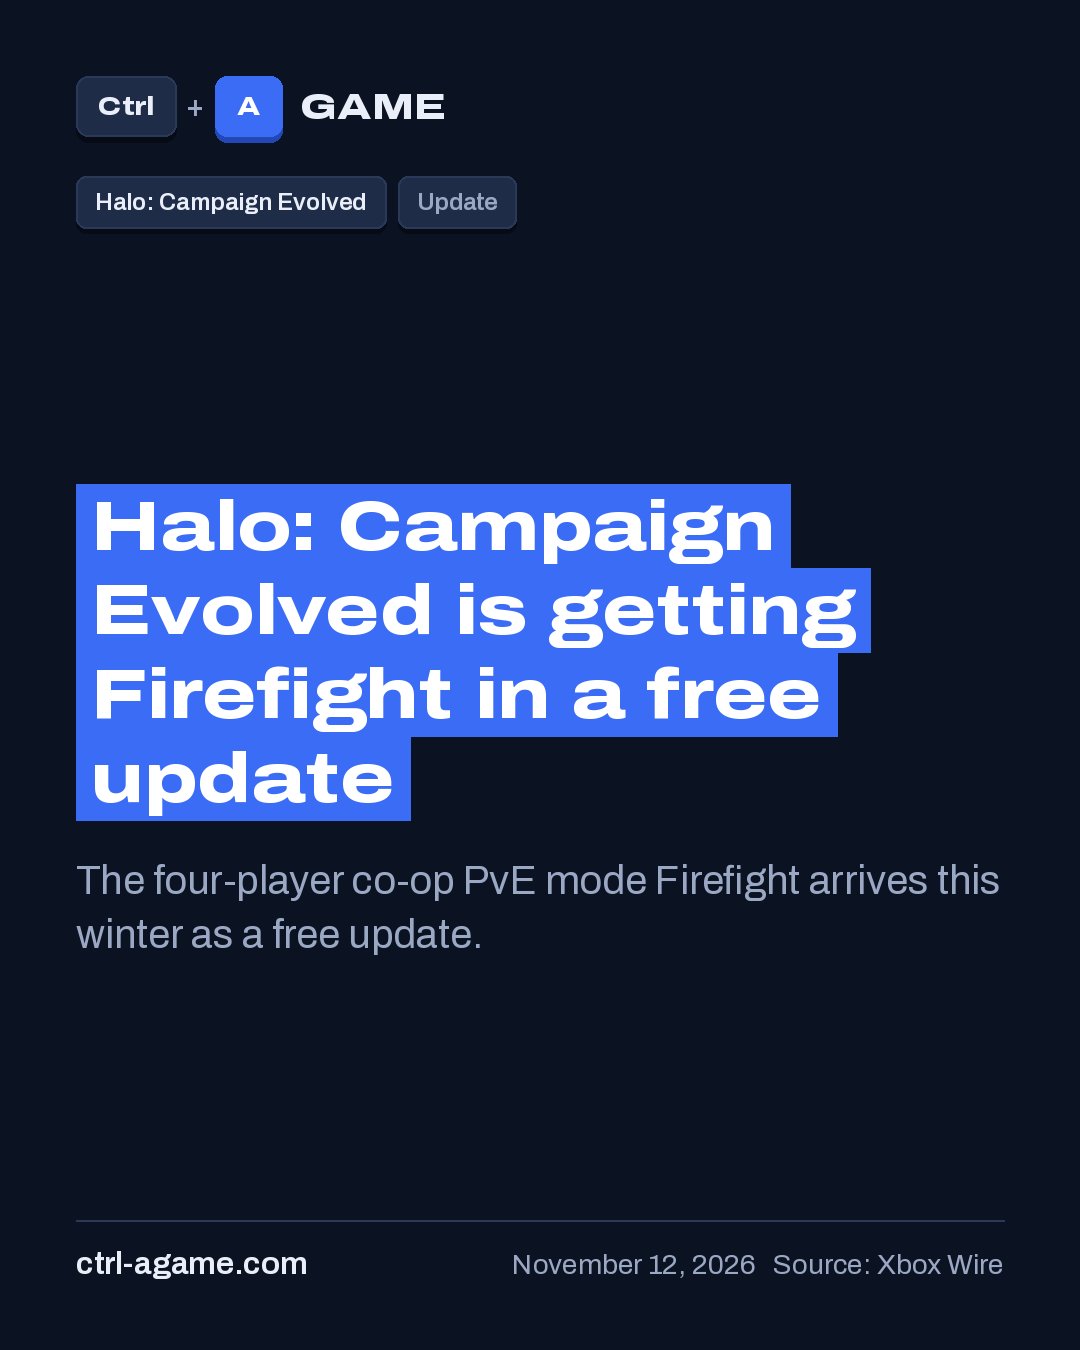 Ctrl + A GAME
Halo: Campaign Evolved Update
Halo: Campaign
Evolved is getting
Firefight in a free
update
The four-player co-op PvE mode Firefight arrives this
winter as a free update.
ctrl-agame.com November 12, 2026 Source: Xbox Wire